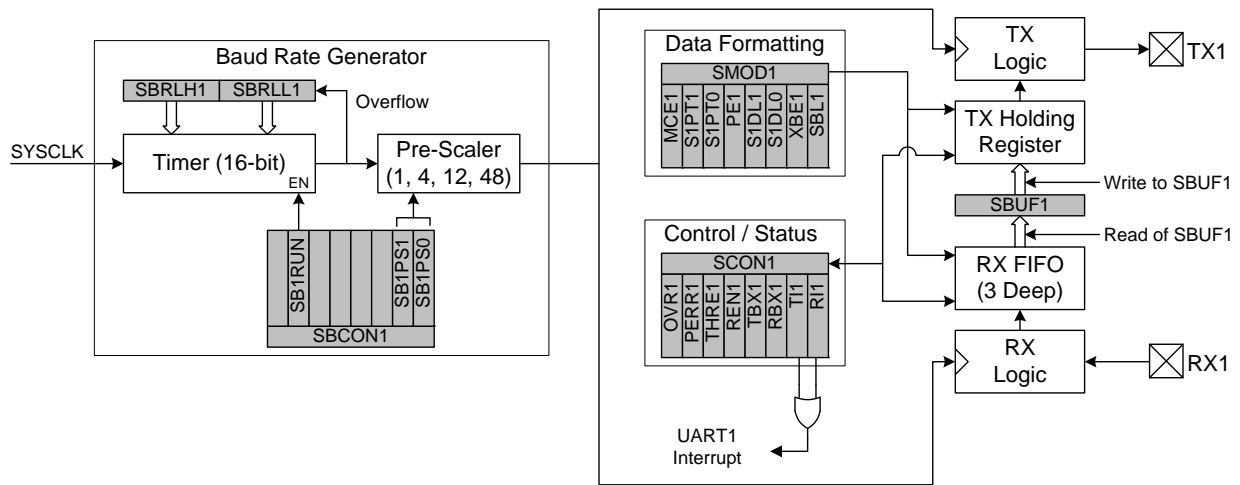 Baud Rate Generator
SBRLH1 SBRLL1
Overflow
SYSCLK
Timer (16-bit)
EN
Pre-Scaler
(1, 4, 12, 48)
SB1RUN
SB1PS1
SB1PS0
SBCON1
Data Formatting
SMOD1
MCE1
S1PT1
S1PT0
PE1
S1DL1
S1DL0
XBE1
SBL1
Control / Status
SCON1
OVR1
PERR1
THRE1
REN1
TBX1
RBX1
TI1
RI1
UART1
Interrupt
TX
Logic
TX1
TX Holding
Register
Write to SBUF1
SBUF1
Read of SBUF1
RX FIFO
(3 Deep)
RX
Logic
RX1